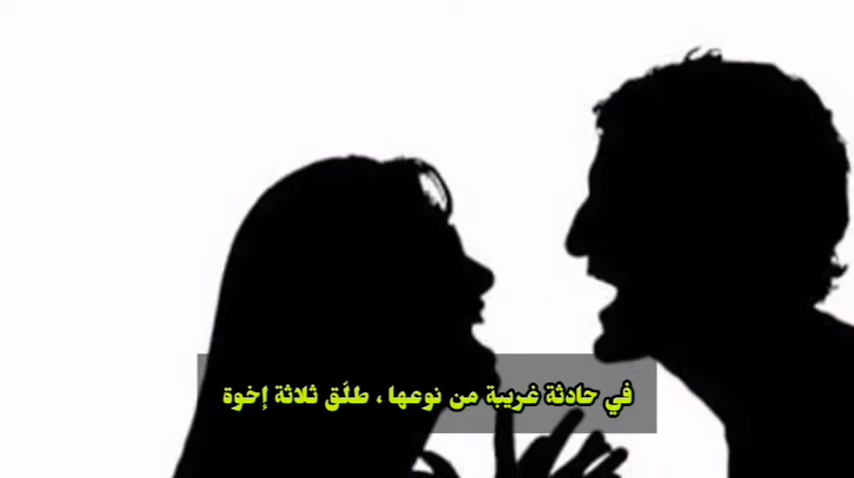 في حادثة غريبة من نوعها ، طلَّق ثلاثة إخوة